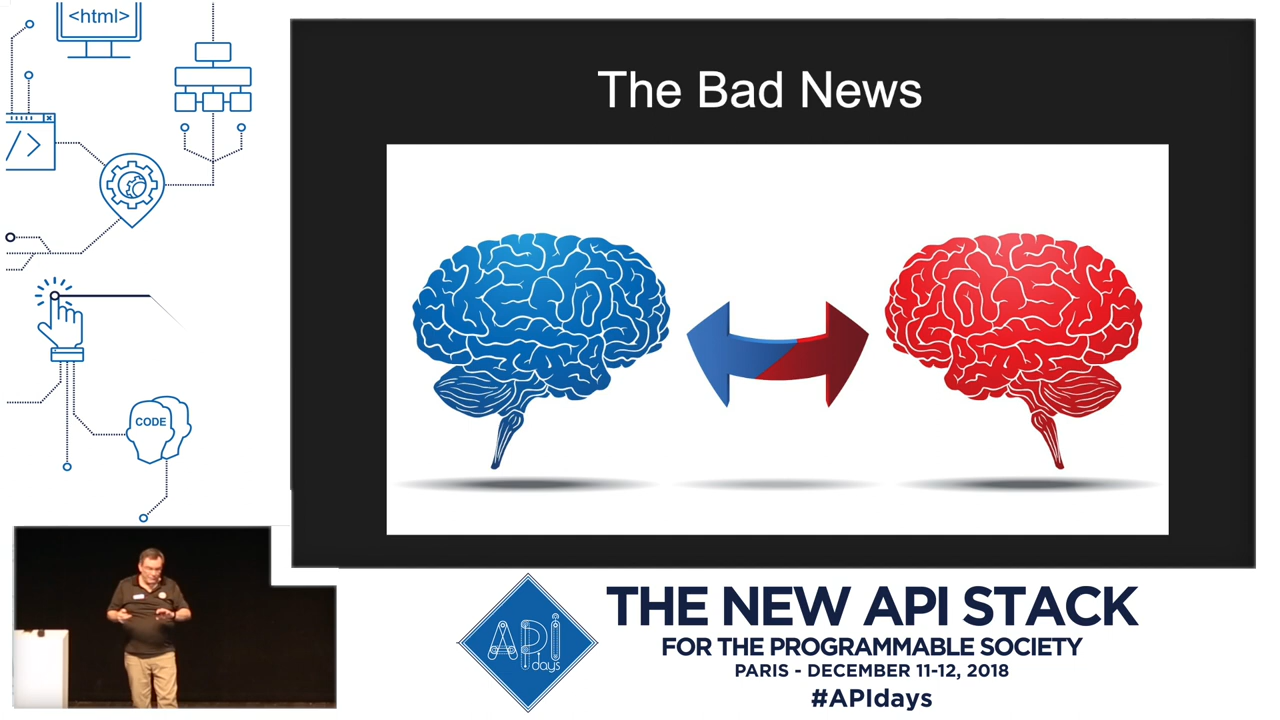 <html>
The Bad News
</>
CODE
API
days
THE NEW API STACK
FOR THE PROGRAMMABLE SOCIETY
PARIS - DECEMBER 11-12, 2018
#APIdays